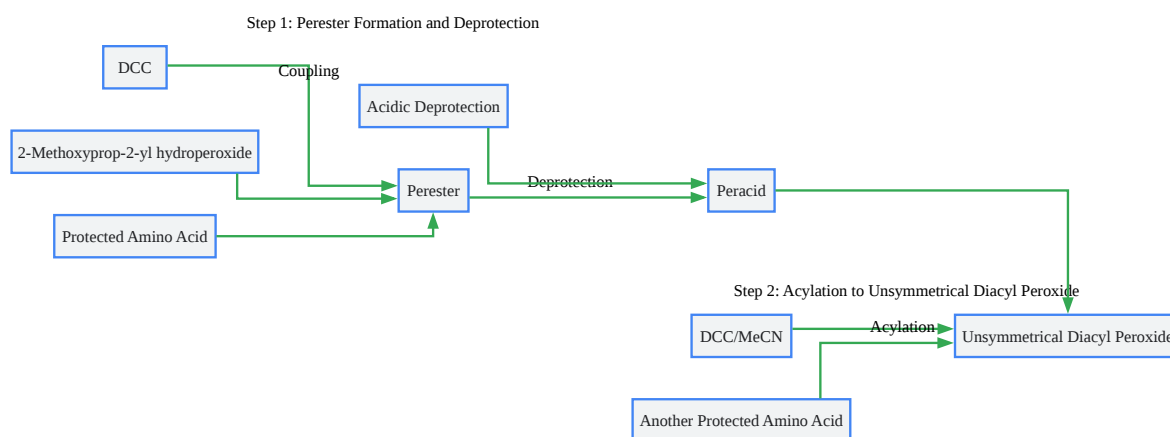 Step 1: Perester Formation and Deprotection
DCC
Coupling
Acidic Deprotection
2-Methoxyprop-2-yl hydroperoxide
Perester
Deprotection
Peracid
Protected Amino Acid
Step 2: Acylation to Unsymmetrical Diacyl Peroxide
DCC/MeCN
Acylation
Unsymmetrical Diacyl Peroxide
Another Protected Amino Acid